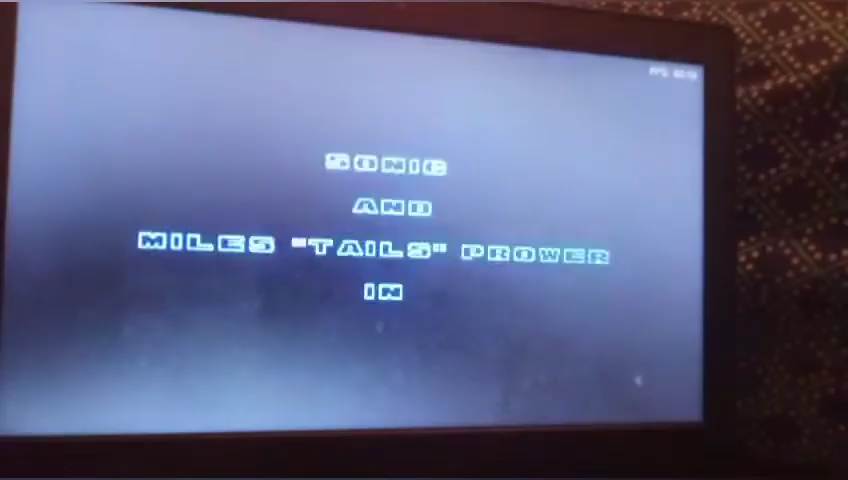 SONIC
AND
MILES "TAILS" PROWER
IN